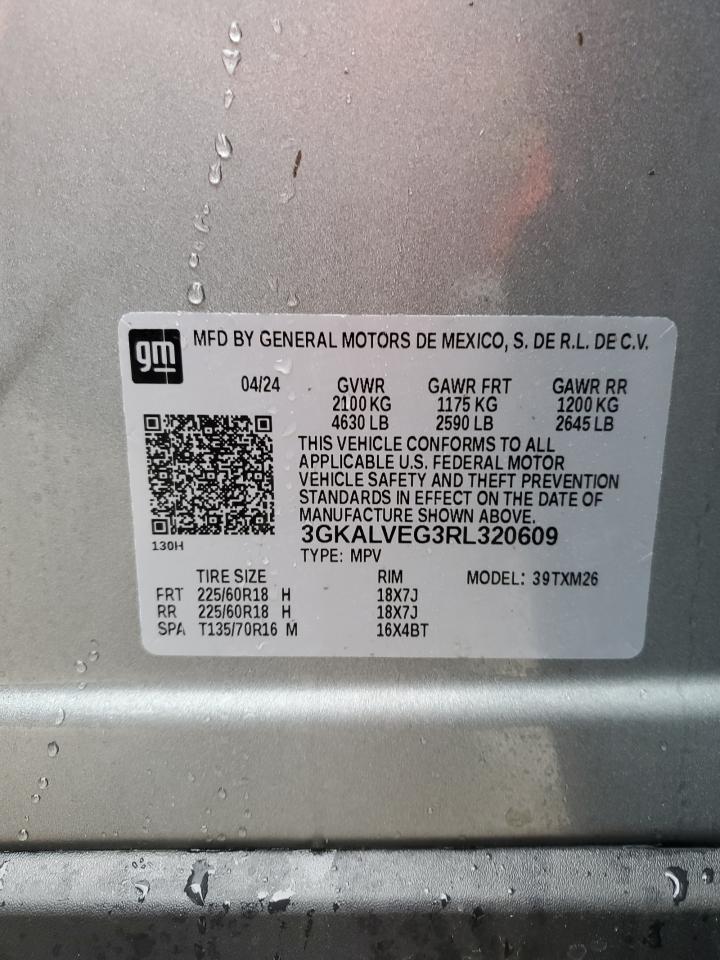 gm
MFD BY GENERAL MOTORS DE MEXICO, S. DE R.L. DE C.V.
04/24 GVWR GAWR FRT GAWR RR
2100 KG 1175 KG 1200 KG
4630 LB 2590 LB 2645 LB
THIS VEHICLE CONFORMS TO ALL
APPLICABLE U.S. FEDERAL MOTOR
VEHICLE SAFETY AND THEFT PREVENTION
STANDARDS IN EFFECT ON THE DATE OF
MANUFACTURE SHOWN ABOVE.
3GKALVEG3RL320609
130H
TYPE: MPV
TIRE SIZE RIM MODEL: 39TXM26
FRT 225/60R18 H 18X7J
RR 225/60R18 H 18X7J
SPA T135/70R16 M 16X4BT